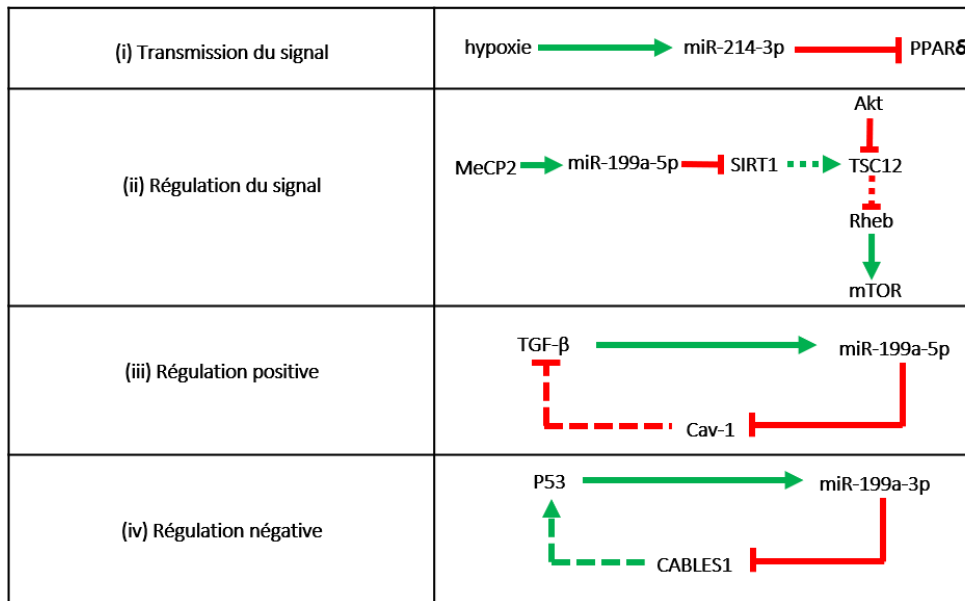 (i) Transmission du signal
hypoxie miR-214-3p PPARδ
(ii) Régulation du signal
Akt
MeCP2 miR-199a-5p SIRT1 TSC12
Rheb
mTOR
(iii) Régulation positive
TGF-β miR-199a-5p
Cav-1
(iv) Régulation négative
P53 miR-199a-3p
CABLES1